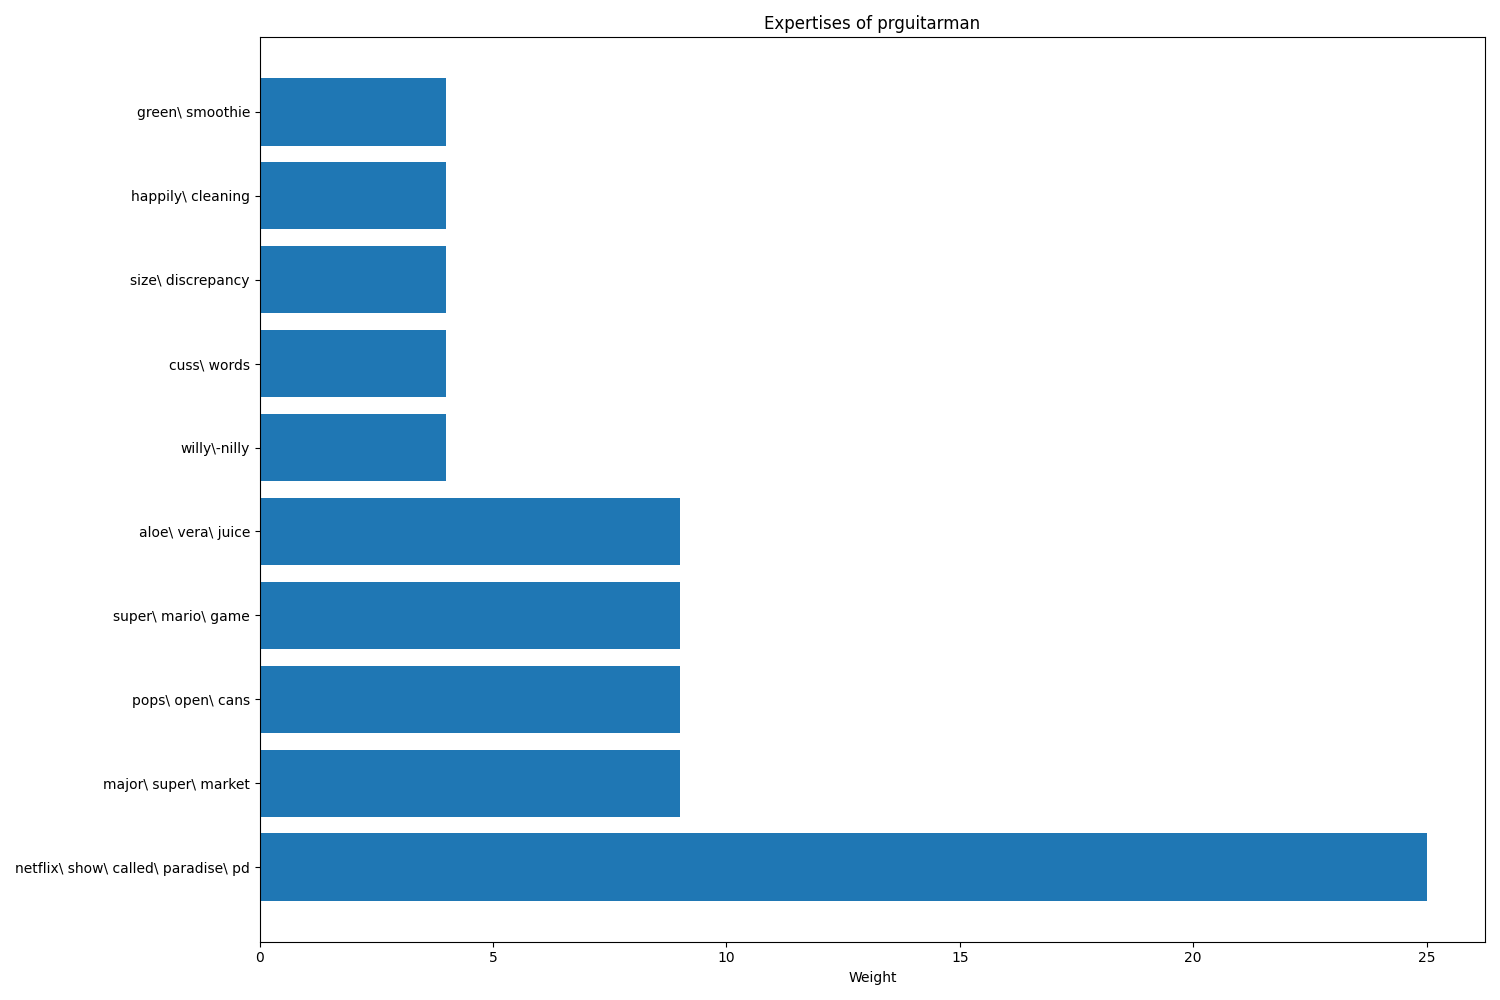 Expertises of prguitarman
green\ smoothie
happily\ cleaning
size\ discrepancy
cuss\ words
willy\-nilly
aloe\ vera\ juice
super\ mario\ game
pops\ open\ cans
major\ super\ market
netflix\ show\ called\ paradise\ pd
0 5 10 15 20 25
Weight